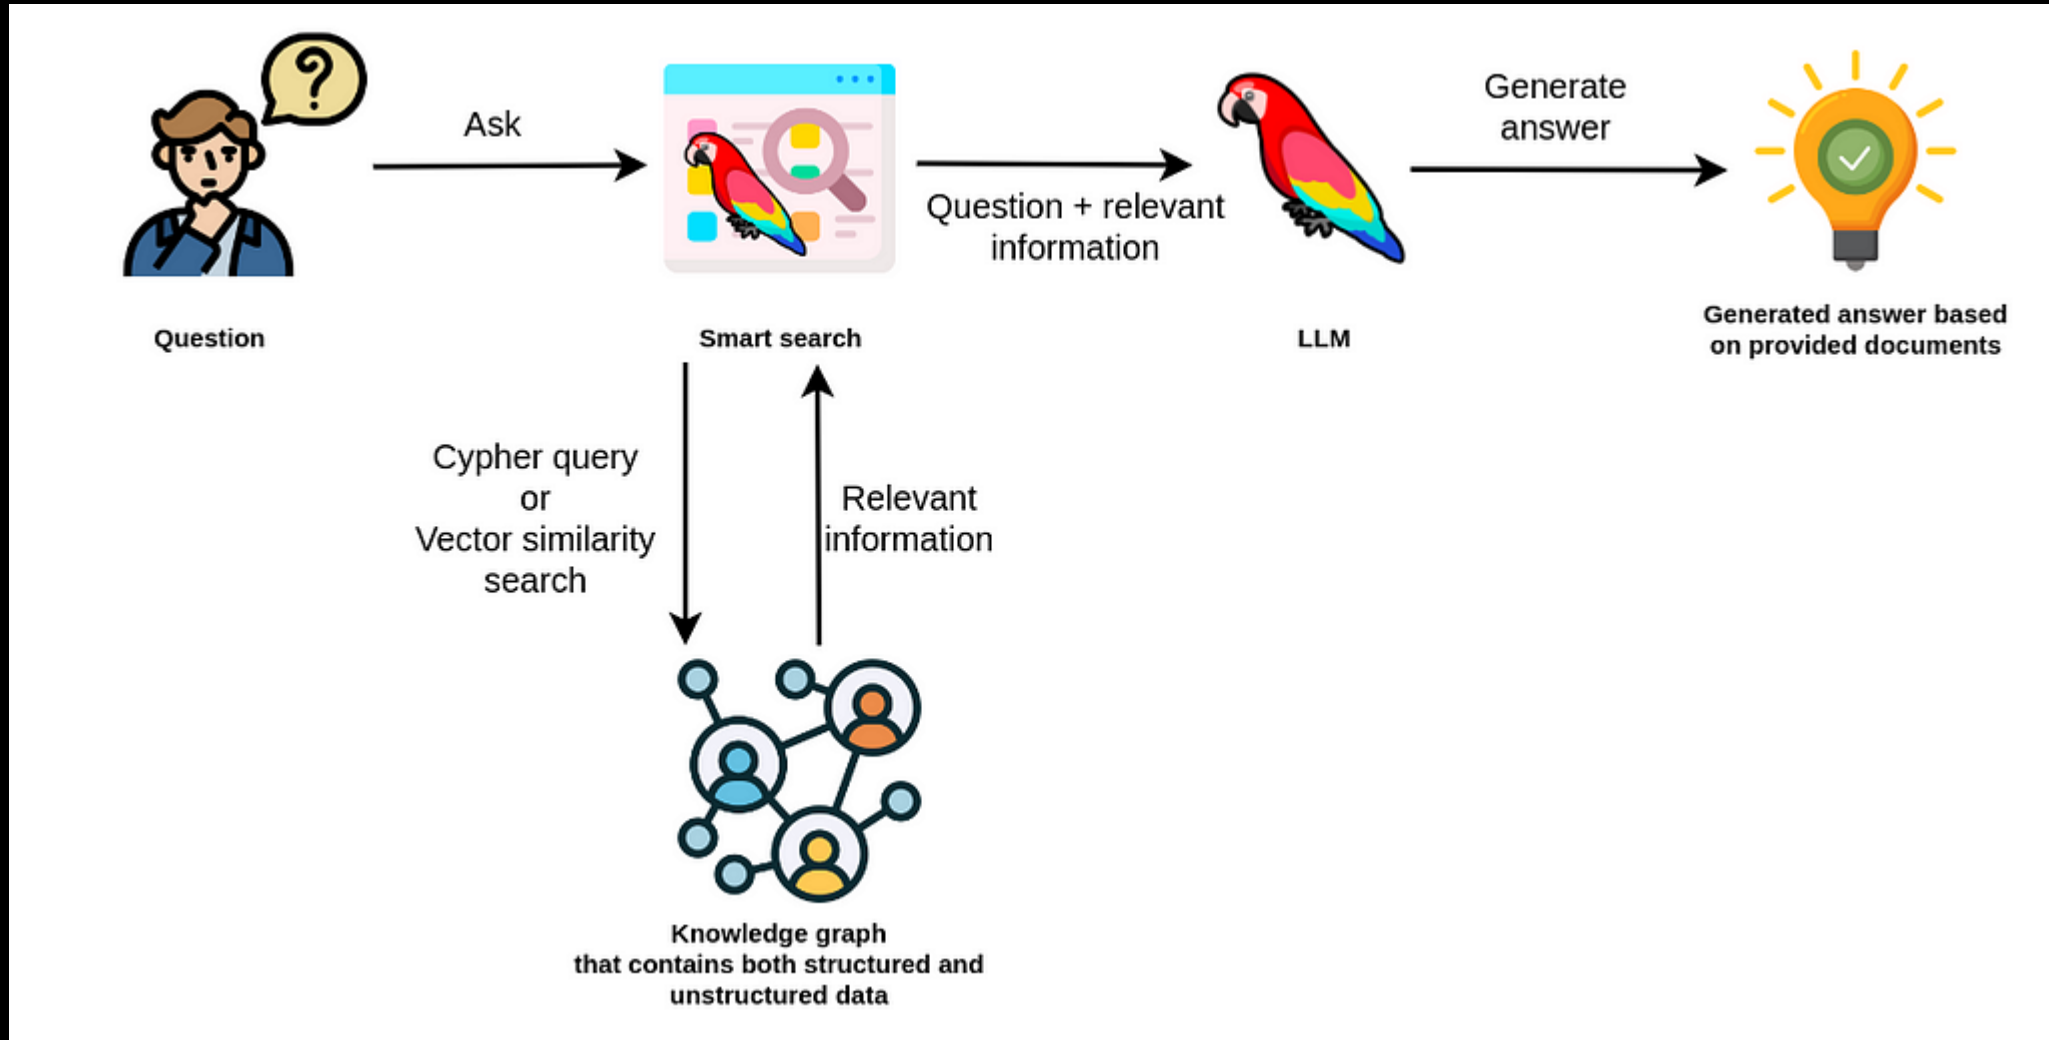 ?
Ask
Question + relevant
information
Generate
answer
Question
Smart search
LLM
Generated answer based
on provided documents
Cypher query
or
Vector similarity
search
Relevant
information
Knowledge graph
that contains both structured and
unstructured data